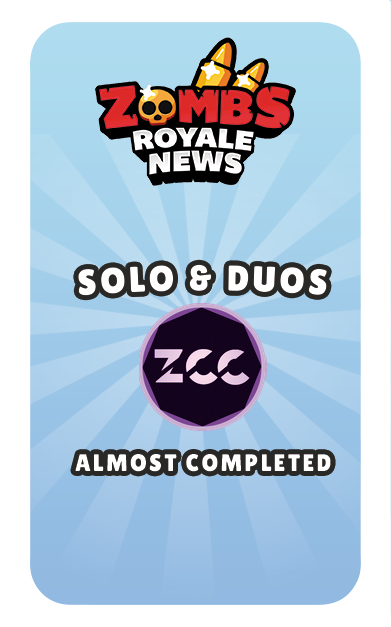 ZOMBS
ROYALE
NEWS
SOLO & DUOS
ZCC
ALMOST COMPLETED